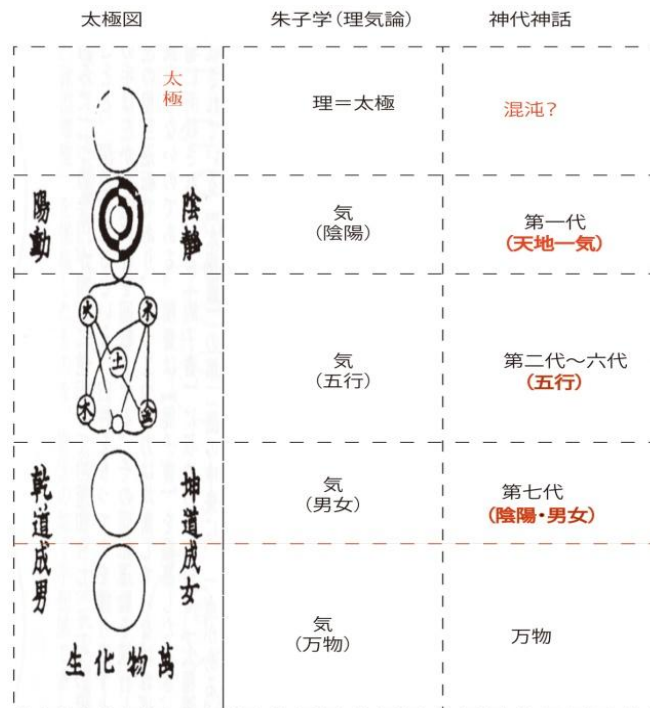 太極図 朱子学(理気論) 神代神話
太極
理＝太極
混沌?
陽動
陰靜
気
(陰陽)
第一代
(天地一気)
火 水
土
木 金
気
(五行)
第二代～六代
(五行)
乾道成男
坤道成女
気
(男女)
第七代
(陰陽・男女)
生化物萬
気
(万物)
万物